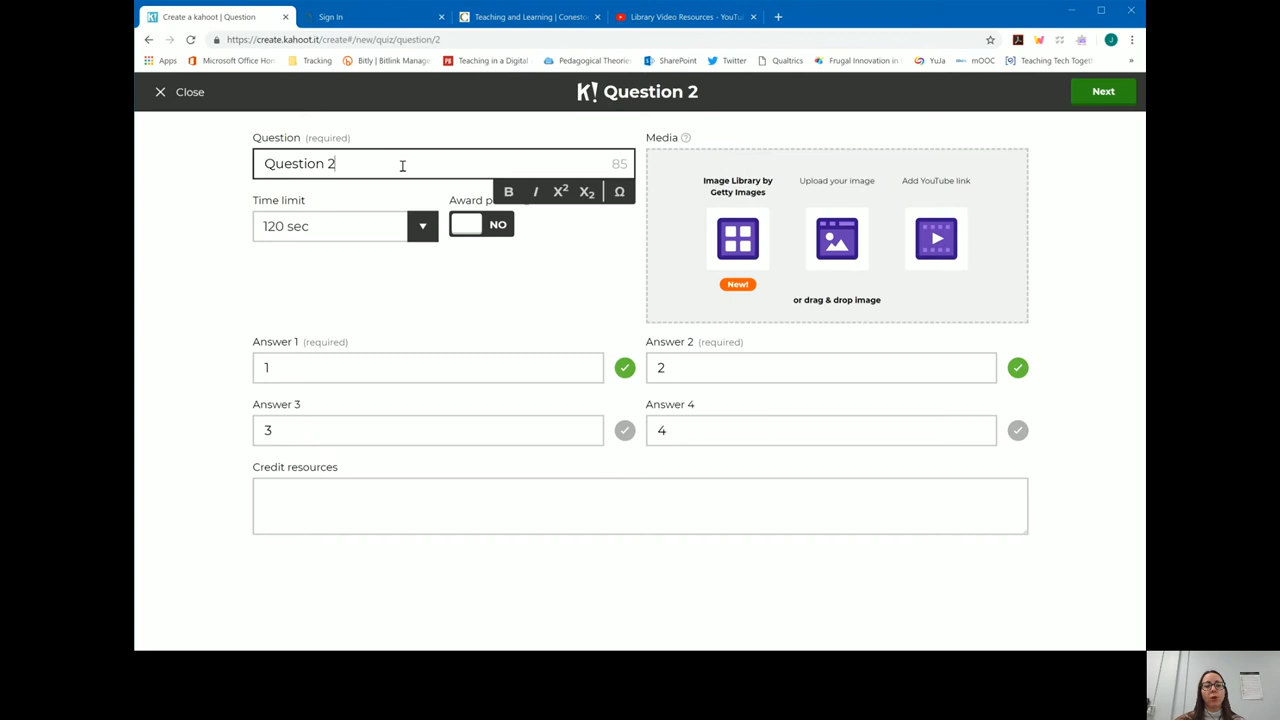 Create a kahoot | Question
Sign In
Teaching and Learning | Conesto
Library Video Resources - YouTu
https://create.kahoot.it/create#/new/quiz/question/2
Apps
Microsoft Office Hom
Tracking
Bitly | Bitlink Manage
Teaching in a Digital
Pedagogical Theories
SharePoint
Twitter
Qualtrics
Frugal Innovation in
YuJa
mOOC
Teaching Tech Toget
J
Close
K! Question 2
Next
Question (required)
Question 2
85
B I X² X₂ Ω
Time limit
Award p
120 sec
NO
Media
Image Library by
Getty Images
Upload your image
Add YouTube link
New!
or drag & drop image
Answer 1 (required)
1
Answer 2 (required)
2
Answer 3
3
Answer 4
4
Credit resources